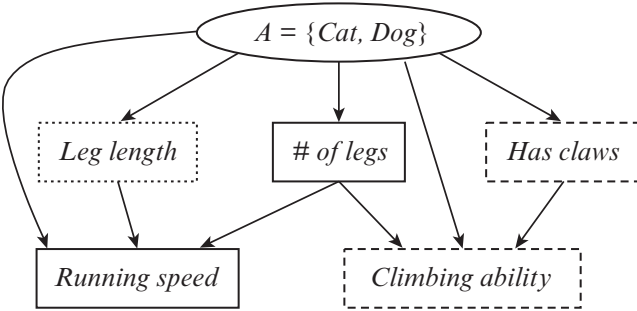 A = {Cat, Dog}
Leg length
# of legs
Has claws
Running speed
Climbing ability